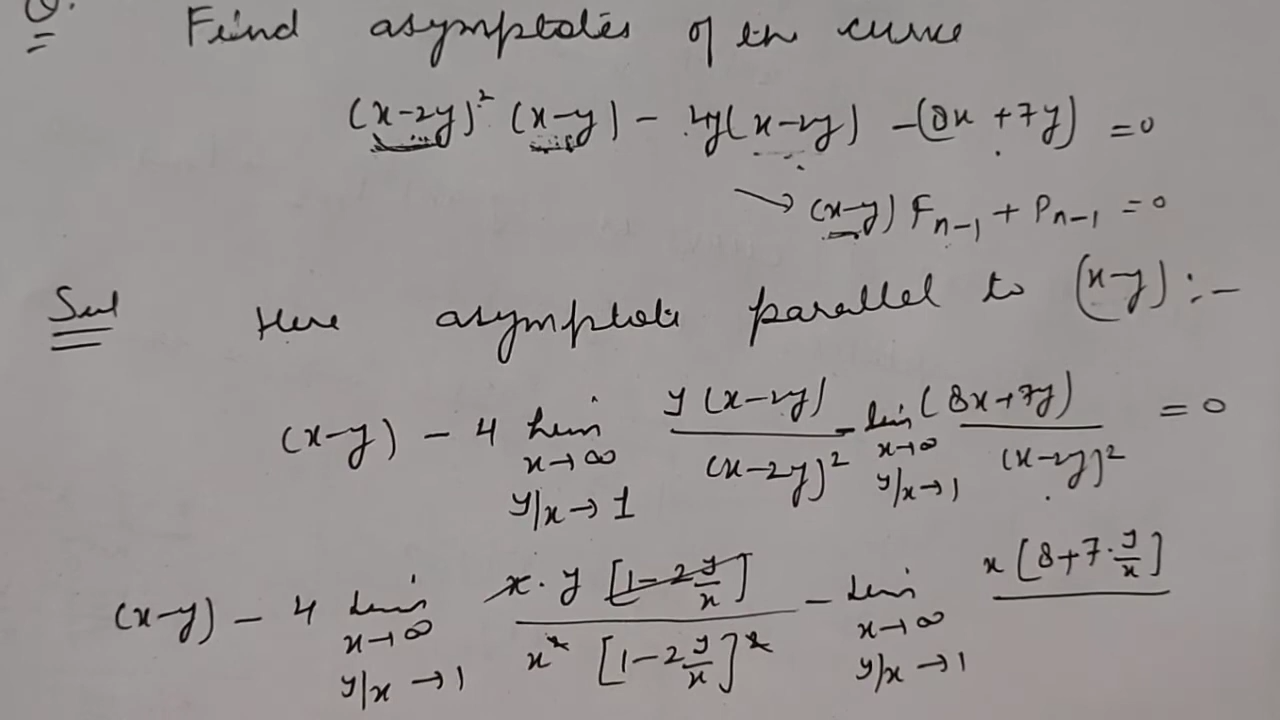 Q.
Find asymptotes of the curve
(x-2y)² (x-y) - 4y(x-2y) - (8x + 7y) = 0
→ (x-y) Fn-1 + Pn-1 = 0
Sol Here asymptote parallel to (x-y) :-
(x-y) - 4 Lim x→∞ y/x→1 y(x-2y)/(x-2y)² - Lim x→∞ y/x→1 (8x+7y)/(x-2y)² = 0
(x-y) - 4 Lim x→∞ y/x→1 x·y [1-2 y/x]/x² [1-2 y/x]² - Lim x→∞ y/x→1 x[8+7·y/x]